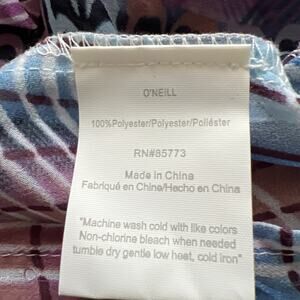 O'NEILL
100%Polyester/Polyester/Poliéster
RN#85773
Made in China
Fabriqué en Chine/Hecho en China
"Machine wash cold with like colors
Non-chlorine bleach when needed
tumble dry gentle low heat, cold iron"